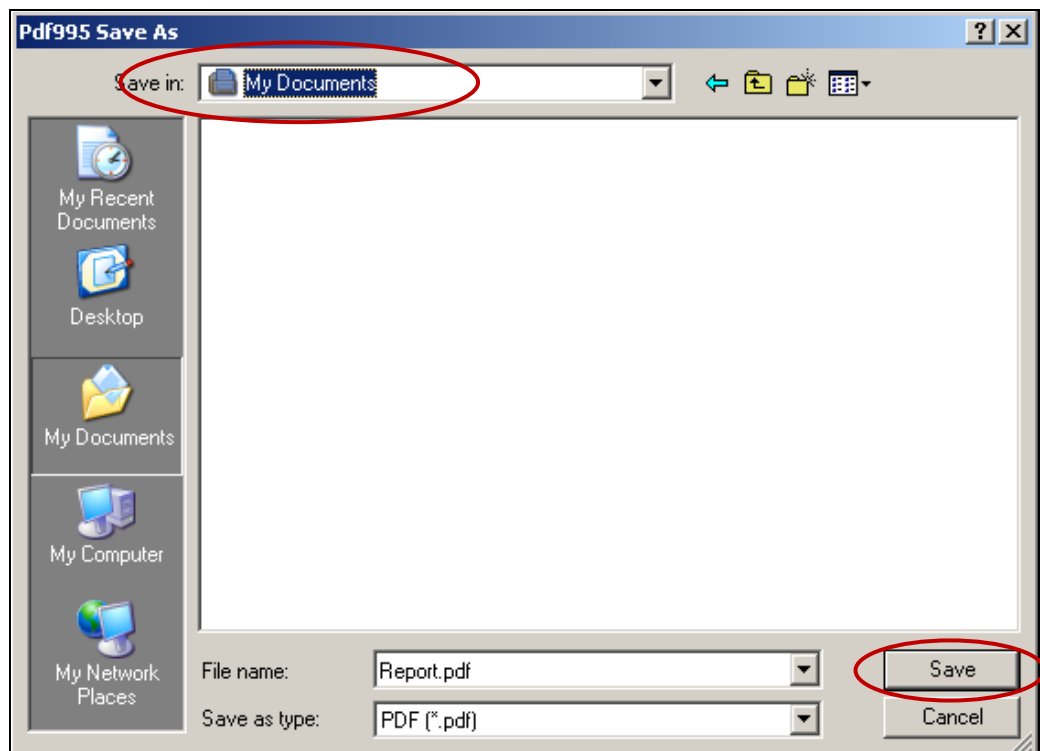 Pdf995 Save As
Save in: My Documents
My Recent
Documents
Desktop
My Documents
My Computer
My Network
Places
File name: Report.pdf Save
Save as type: PDF (*.pdf) Cancel